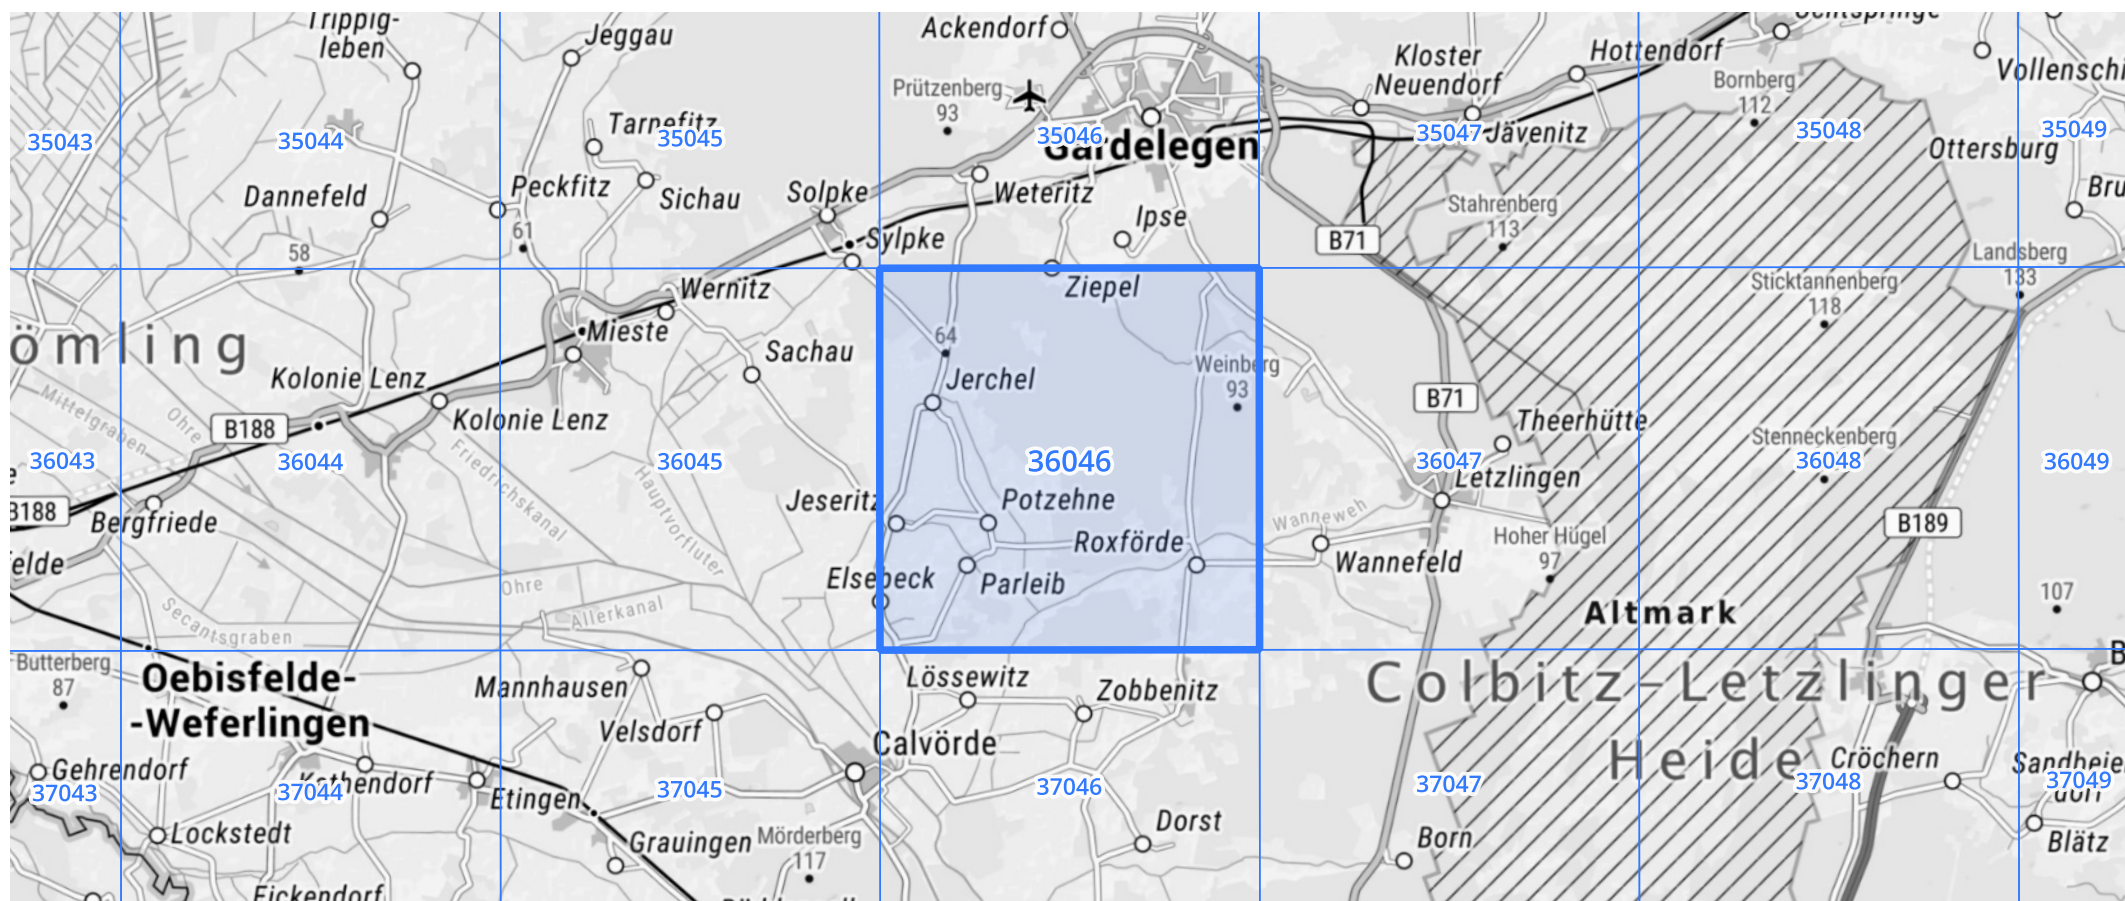 Trippig-
leben
Jeggau
Ackendorf
Kloster
Neuendorf
Hottendorf
Bornberg
112
Prützenberg
93
Tarnefitz
35043
35044
35045
35046
35047
35048
35049
Gardelegen
Jävenitz
Ottersburg
Dannefeld
Peckfitz
Sichau
Solpke
Weteritz
Ipse
Stahrenberg
113
61
58
Sylpke
B71
Landsberg
133
Wernitz
Ziepel
Sticktannenberg
118
Mieste
64
Sachau
Weinberg
93
Kolonie Lenz
Jerchel
B71
Mittelgraben
Ohre
B188
Kolonie Lenz
Theerhütte
Stenneckenberg
36043
36044
36045
36046
36047
36048
36049
Friedrichskanal
Hauptvorfluter
Letzlingen
Jeseritz
Potzehne
B188
Bergfriede
Wanneweh
B189
Roxförde
Hoher Hügel
97
Wannefeld
Elsebeck
Parleib
Ohre
Allerkanal
Secantsgraben
107
Altmark
Butterberg
87
Oebisfelde-
-Weferlingen
Mannhausen
Lössewitz
Zobbenitz
Colbitz-Letzlinger
Heide
Velsdorf
Calvörde
Gehrendorf
Etingen
Cröchern
37043
37044
37045
37046
37047
37048
37049
Lockstedt
Grauingen
Mörderberg
117
Dorst
Born
Blätz